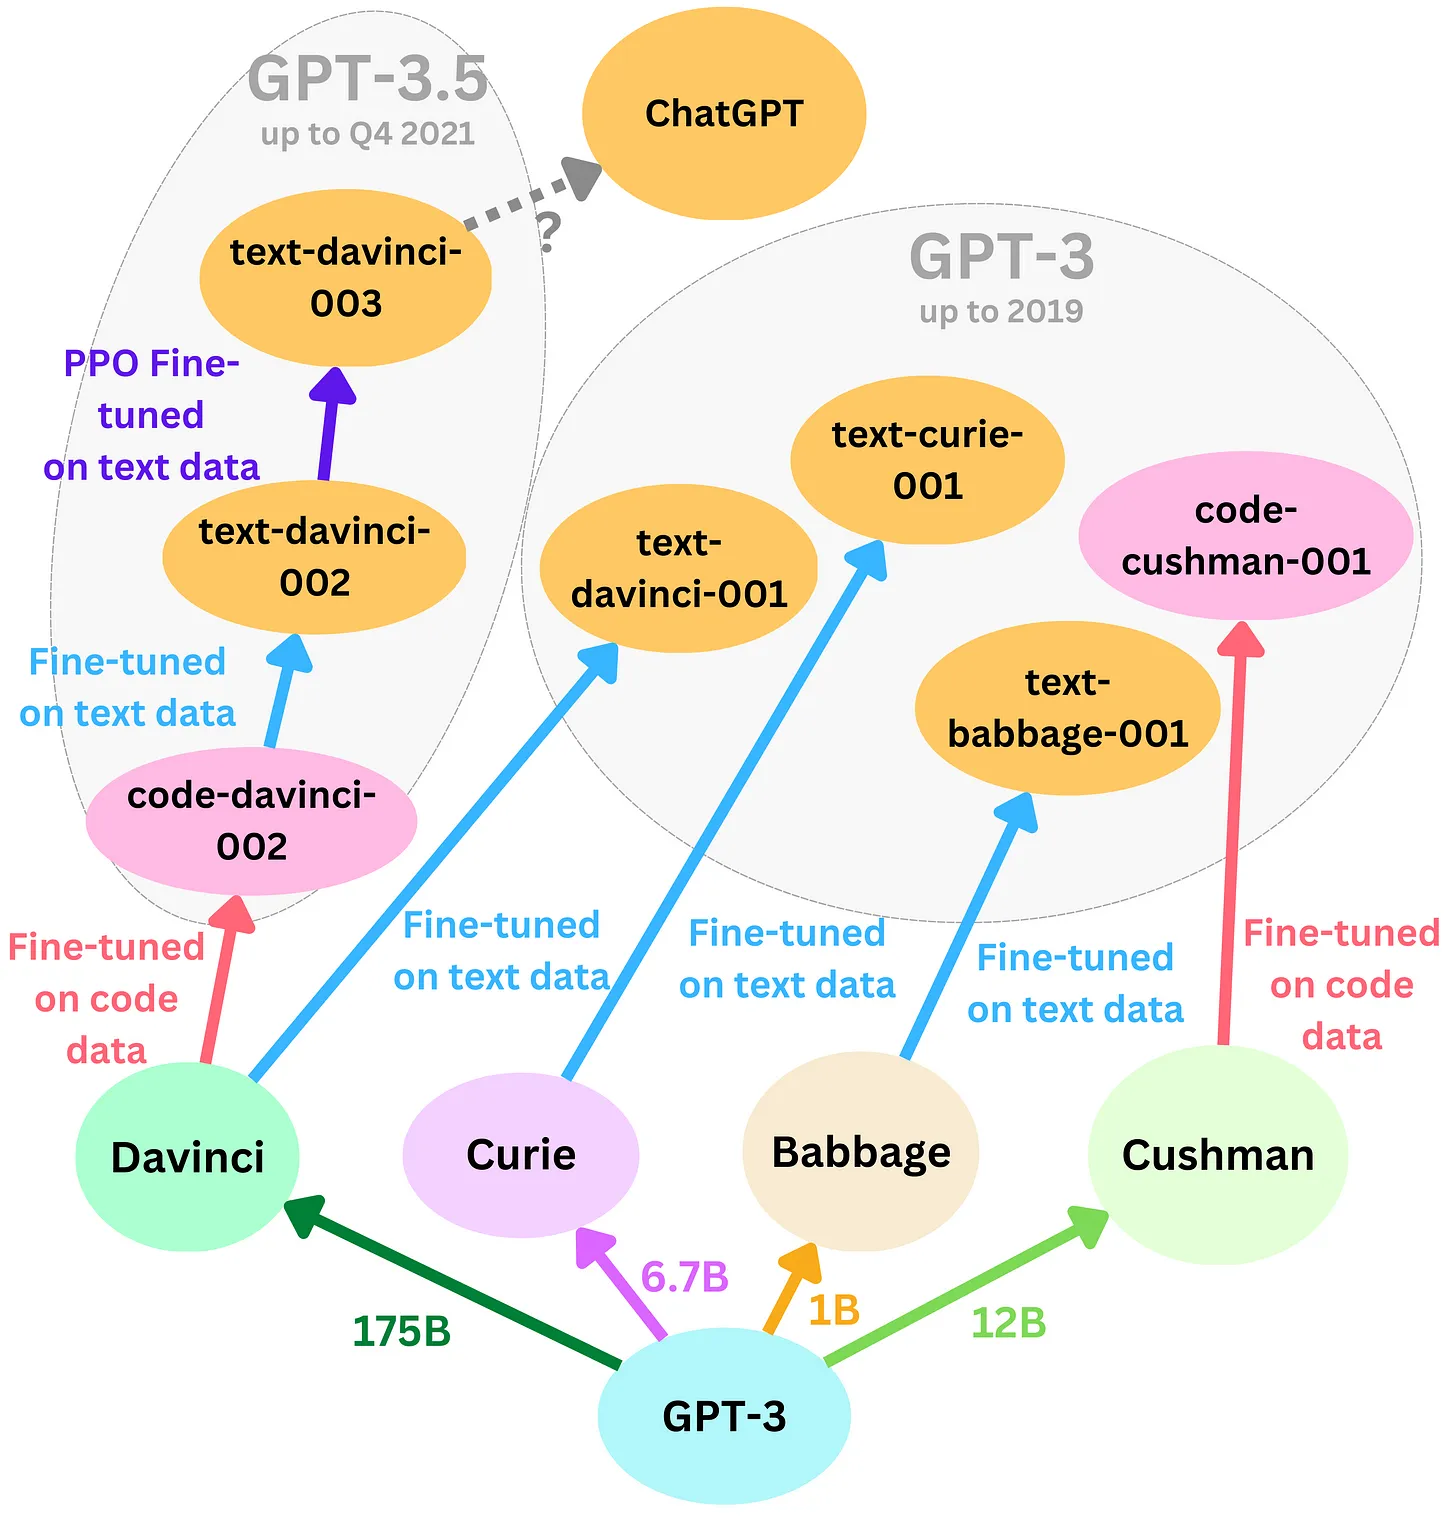 GPT-3.5
up to Q4 2021
ChatGPT
?
text-davinci-
003
GPT-3
up to 2019
PPO Fine-
tuned
on text data
text-davinci-
002
text-
davinci-001
text-curie-
001
code-
cushman-001
text-
babbage-001
Fine-tuned
on text data
code-davinci-
002
Fine-tuned
on code
data
Fine-tuned
on text data
Fine-tuned
on text data
Fine-tuned
on text data
Fine-tuned
on code
data
Davinci
Curie
Babbage
Cushman
175B
6.7B
1B
12B
GPT-3